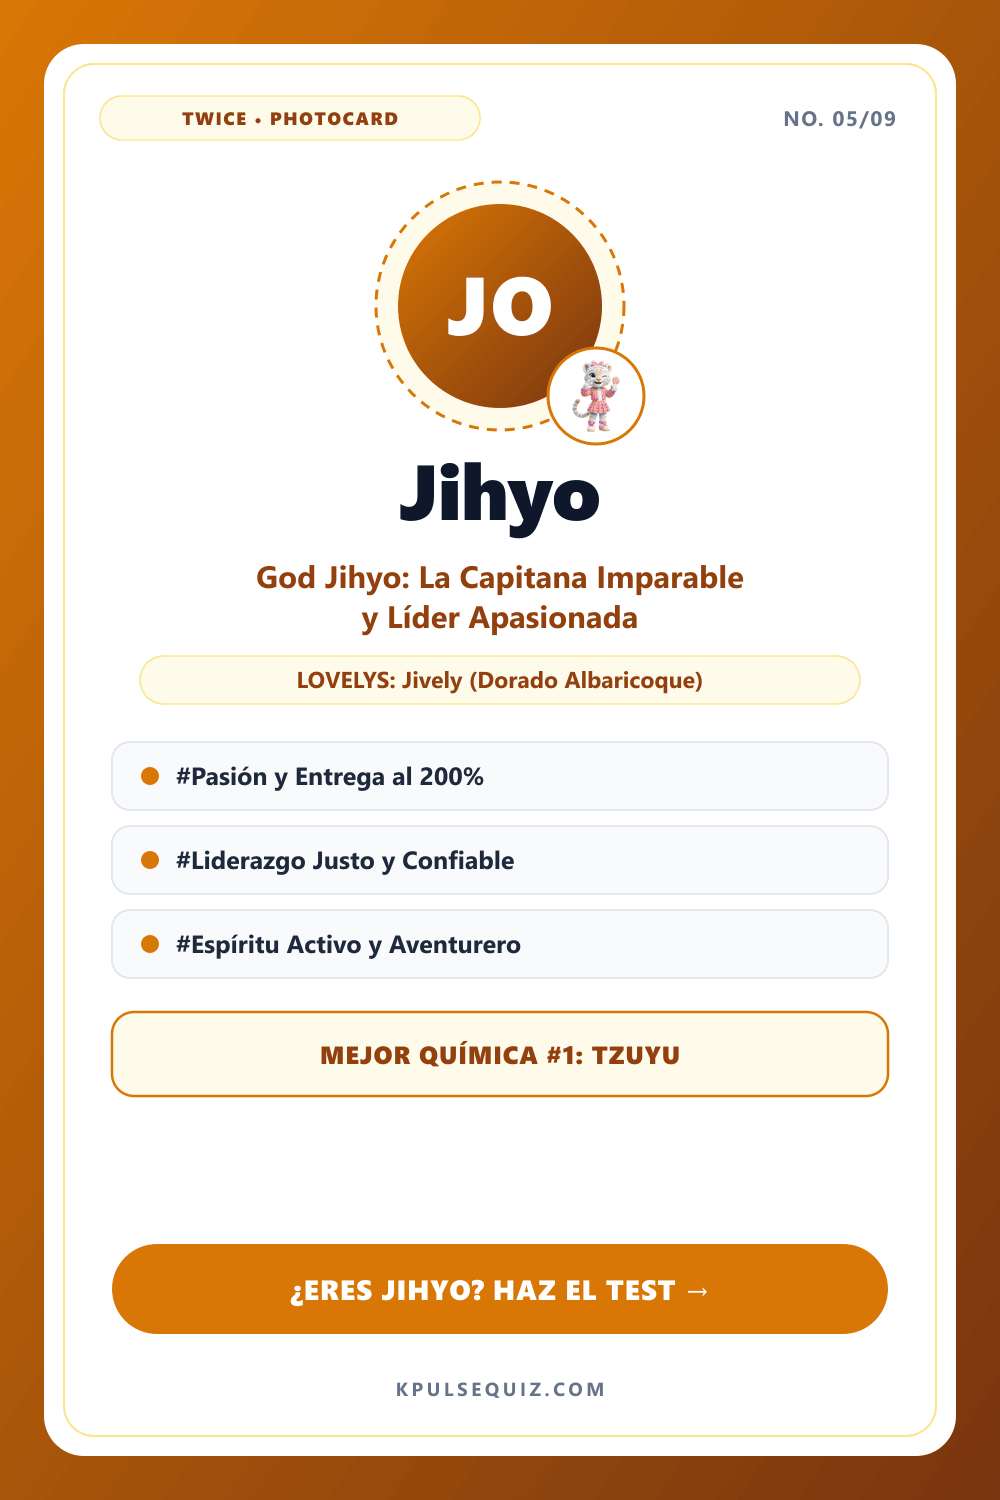 TWICE • PHOTOCARD
NO. 05/09
JO
Jihyo
God Jihyo: La Capitana Imparable
y Líder Apasionada
LOVELYS: Jively (Dorado Albaricoque)
#Pasión y Entrega al 200%
#Liderazgo Justo y Confiable
#Espíritu Activo y Aventurero
MEJOR QUÍMICA #1: TZUYU
¿ERES JIHYO? HAZ EL TEST →
KPULSEQUIZ.COM